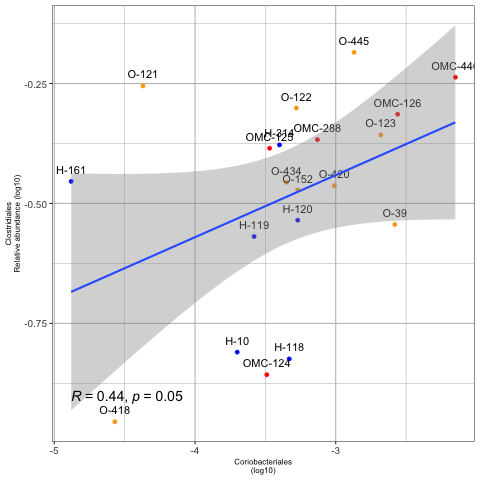 O-445
O-121
OMC-44
-0.25
O-122
OMC-126
O-123
OMC-288
H-314
OMC-125
H-161
O-434
O-420
O-152
-0.50
H-120
O-39
H-119
-0.75
H-10
H-118
OMC-124
R = 0.44, p = 0.05
O-418
-5
-4
-3
Coriobacteriales
(log10)
Clostridiales
Relative abundance (log10)